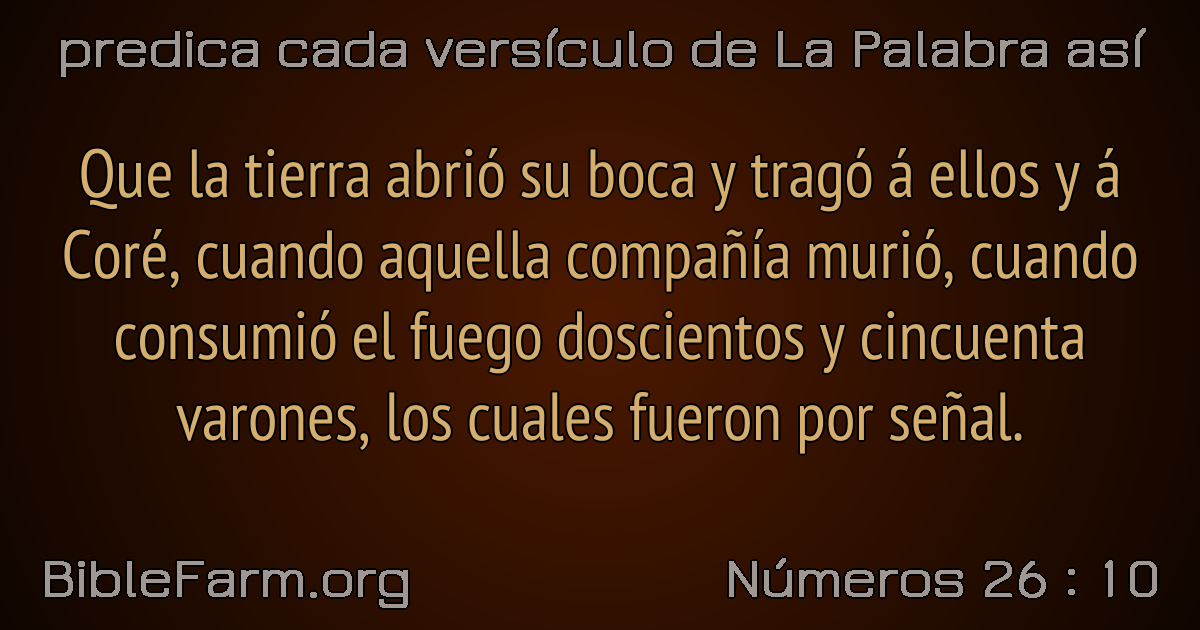 predica cada versículo de La Palabra así
Que la tierra abrió su boca y tragó á ellos y á
Coré, cuando aquella compañía murió, cuando
consumió el fuego doscientos y cincuenta
varones, los cuales fueron por señal.
BibleFarm.org
Números 26 : 10